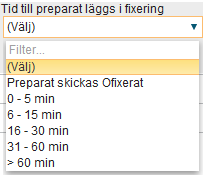 Tid till preparat läggs i fixering
(Välj)
Filter...
(Välj)
Preparat skickas Ofixerat
0 - 5 min
6 - 15 min
16 - 30 min
31 - 60 min
> 60 min